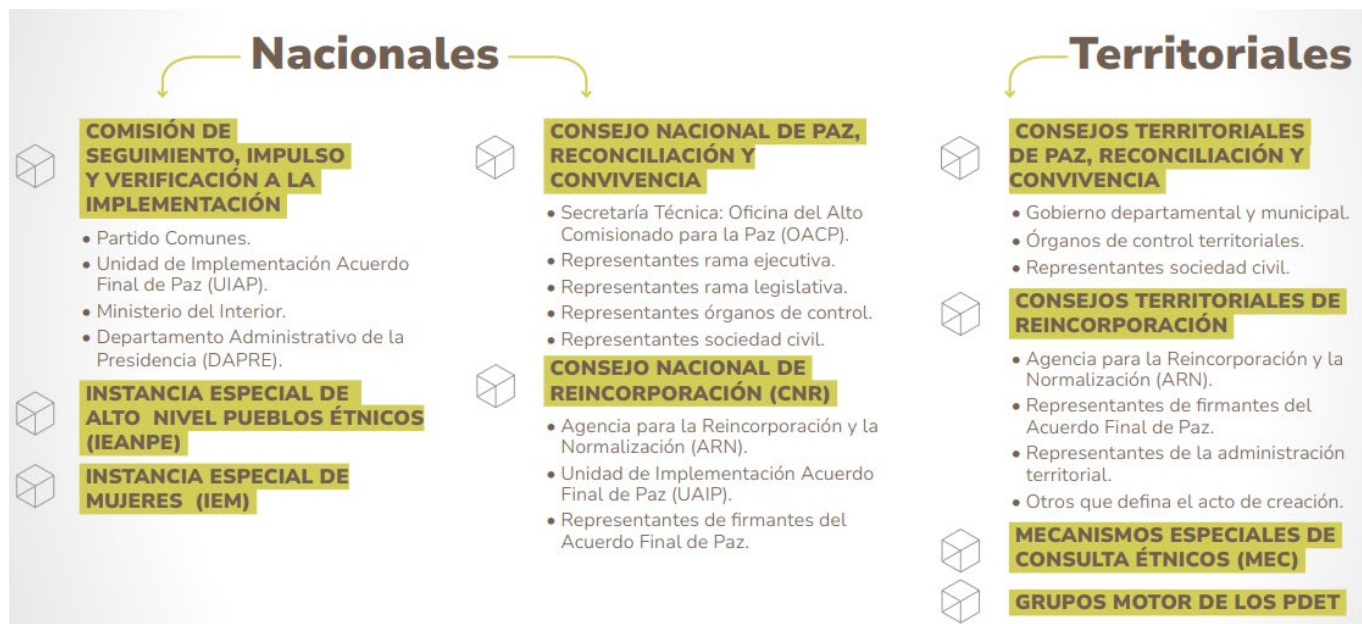 Nacionales
COMISIÓN DE
SEGUIMIENTO, IMPULSO
Y VERIFICACIÓN A LA
IMPLEMENTACIÓN
• Partido Comunes.
• Unidad de Implementación Acuerdo
Final de Paz (UIAP).
• Ministerio del Interior.
• Departamento Administrativo de la
Presidencia (DAPRE).
INSTANCIA ESPECIAL DE
ALTO NIVEL PUEBLOS ÉTNICOS
(IEANPE)
INSTANCIA ESPECIAL DE
MUJERES (IEM)
CONSEJO NACIONAL DE PAZ,
RECONCILIACIÓN Y
CONVIVENCIA
• Secretaría Técnica: Oficina del Alto
Comisionado para la Paz (OACP).
• Representantes rama ejecutiva.
• Representantes rama legislativa.
• Representantes órganos de control.
• Representantes sociedad civil.
CONSEJO NACIONAL DE
REINCORPORACIÓN (CNR)
• Agencia para la Reincorporación y la
Normalización (ARN).
• Unidad de Implementación Acuerdo
Final de Paz (UAIP).
• Representantes de firmantes del
Acuerdo Final de Paz.
Territoriales
CONSEJOS TERRITORIALES
DE PAZ, RECONCILIACIÓN Y
CONVIVENCIA
• Gobierno departamental y municipal.
• Órganos de control territoriales.
• Representantes sociedad civil.
CONSEJOS TERRITORIALES DE
REINCORPORACIÓN
• Agencia para la Reincorporación y la
Normalización (ARN).
• Representantes de firmantes del
Acuerdo Final de Paz.
• Representantes de la administración
territorial.
• Otros que defina el acto de creación.
MECANISMOS ESPECIALES DE
CONSULTA ÉTNICOS (MEC)
GRUPOS MOTOR DE LOS PDET